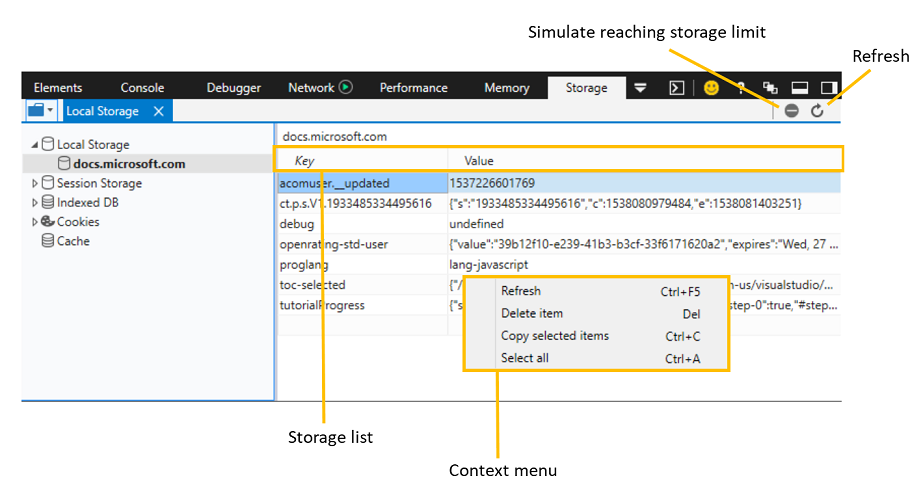 Simulate reaching storage limit
Refresh
Elements Console Debugger Network Performance Memory Storage
Local Storage
Local Storage
docs.microsoft.com
Session Storage
Indexed DB
Cookies
Cache
docs.microsoft.com
Key Value
acomuser.__updated 1537226601769
ct.p.s.V1.1933485334495616 {"s":"1933485334495616","c":1538080979484,"e":1538081403251}
debug undefined
openrating-std-user {"value":"39b12f10-e239-41b3-b3cf-33f6171620a2","expires":"Wed, 27 ...
proglang lang-javascript
toc-selected {"/ n-us/visualstudio/...
tutorialProgress {"s step-0":true,"#step...
Refresh Ctrl+F5
Delete item Del
Copy selected items Ctrl+C
Select all Ctrl+A
Storage list
Context menu